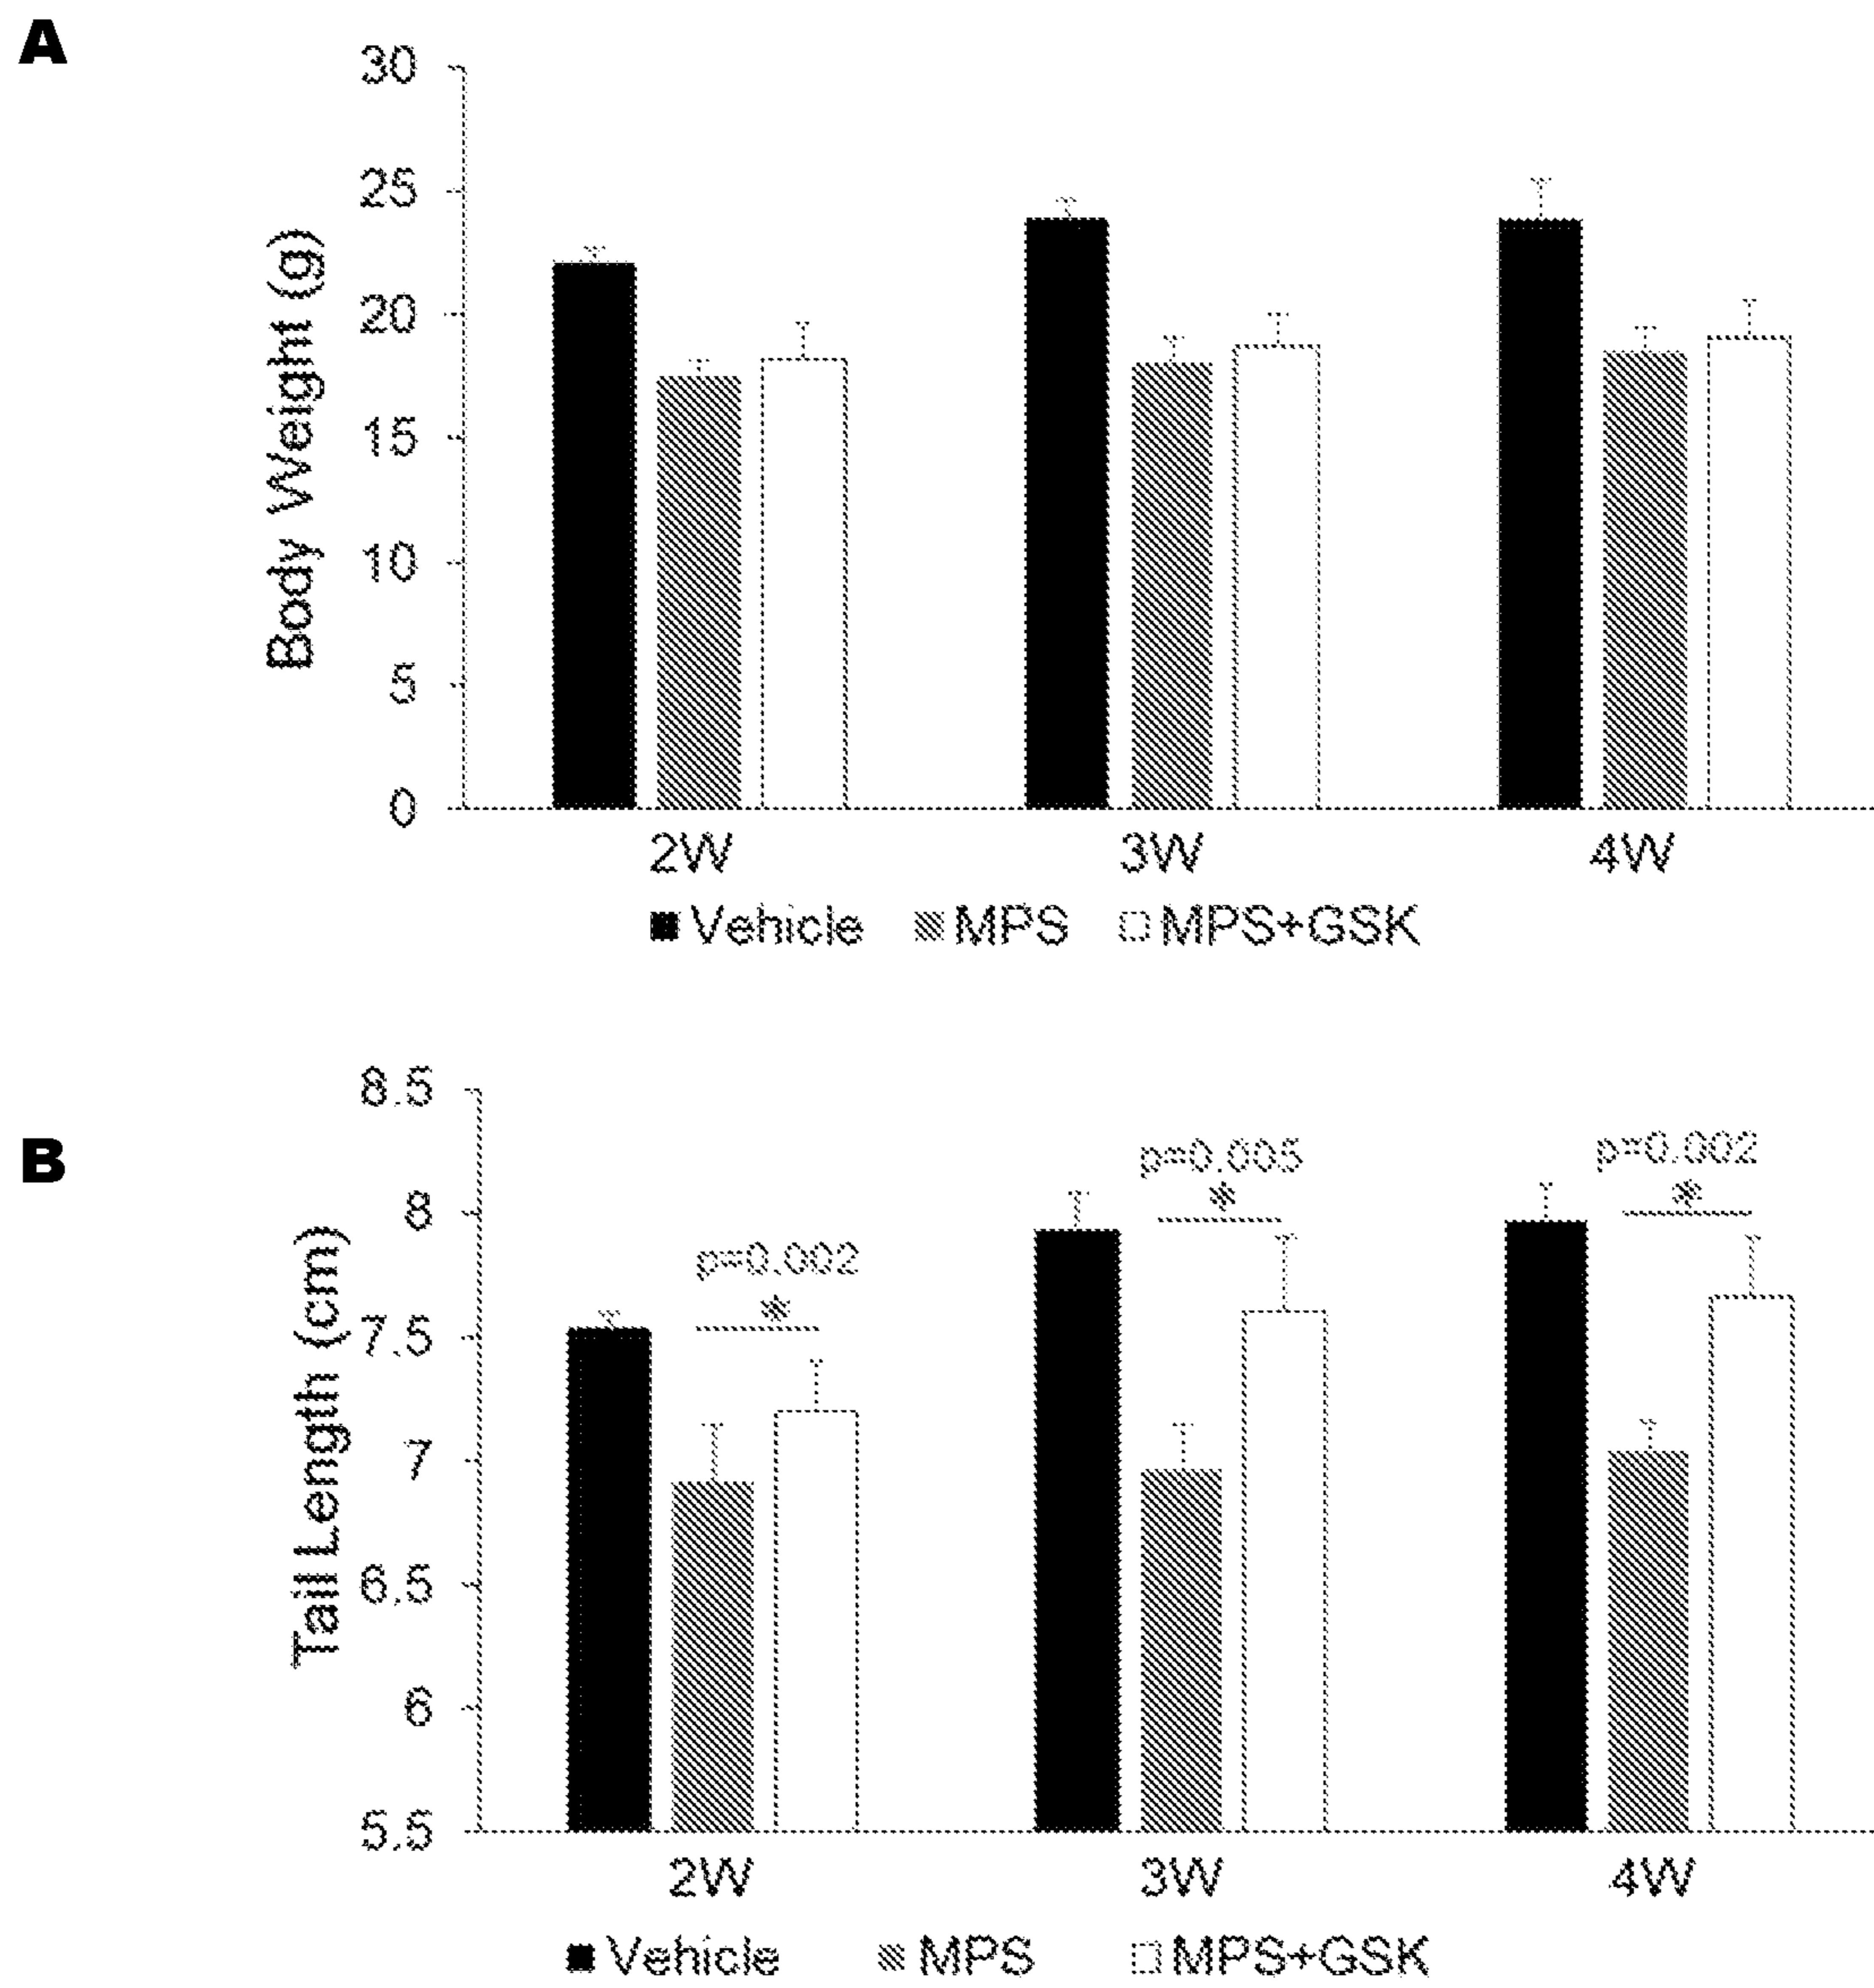 A
30
25
20
15
10
5
0
Body Weight (g)
2W 3W 4W
Vehicle MPS MPS+GSK
B
8.5
8
7.5
7
6.5
6
5.5
Tail Length (cm)
p=0.002
*
p=0.005
*
p=0.002
*
2W 3W 4W
Vehicle MPS MPS+GSK